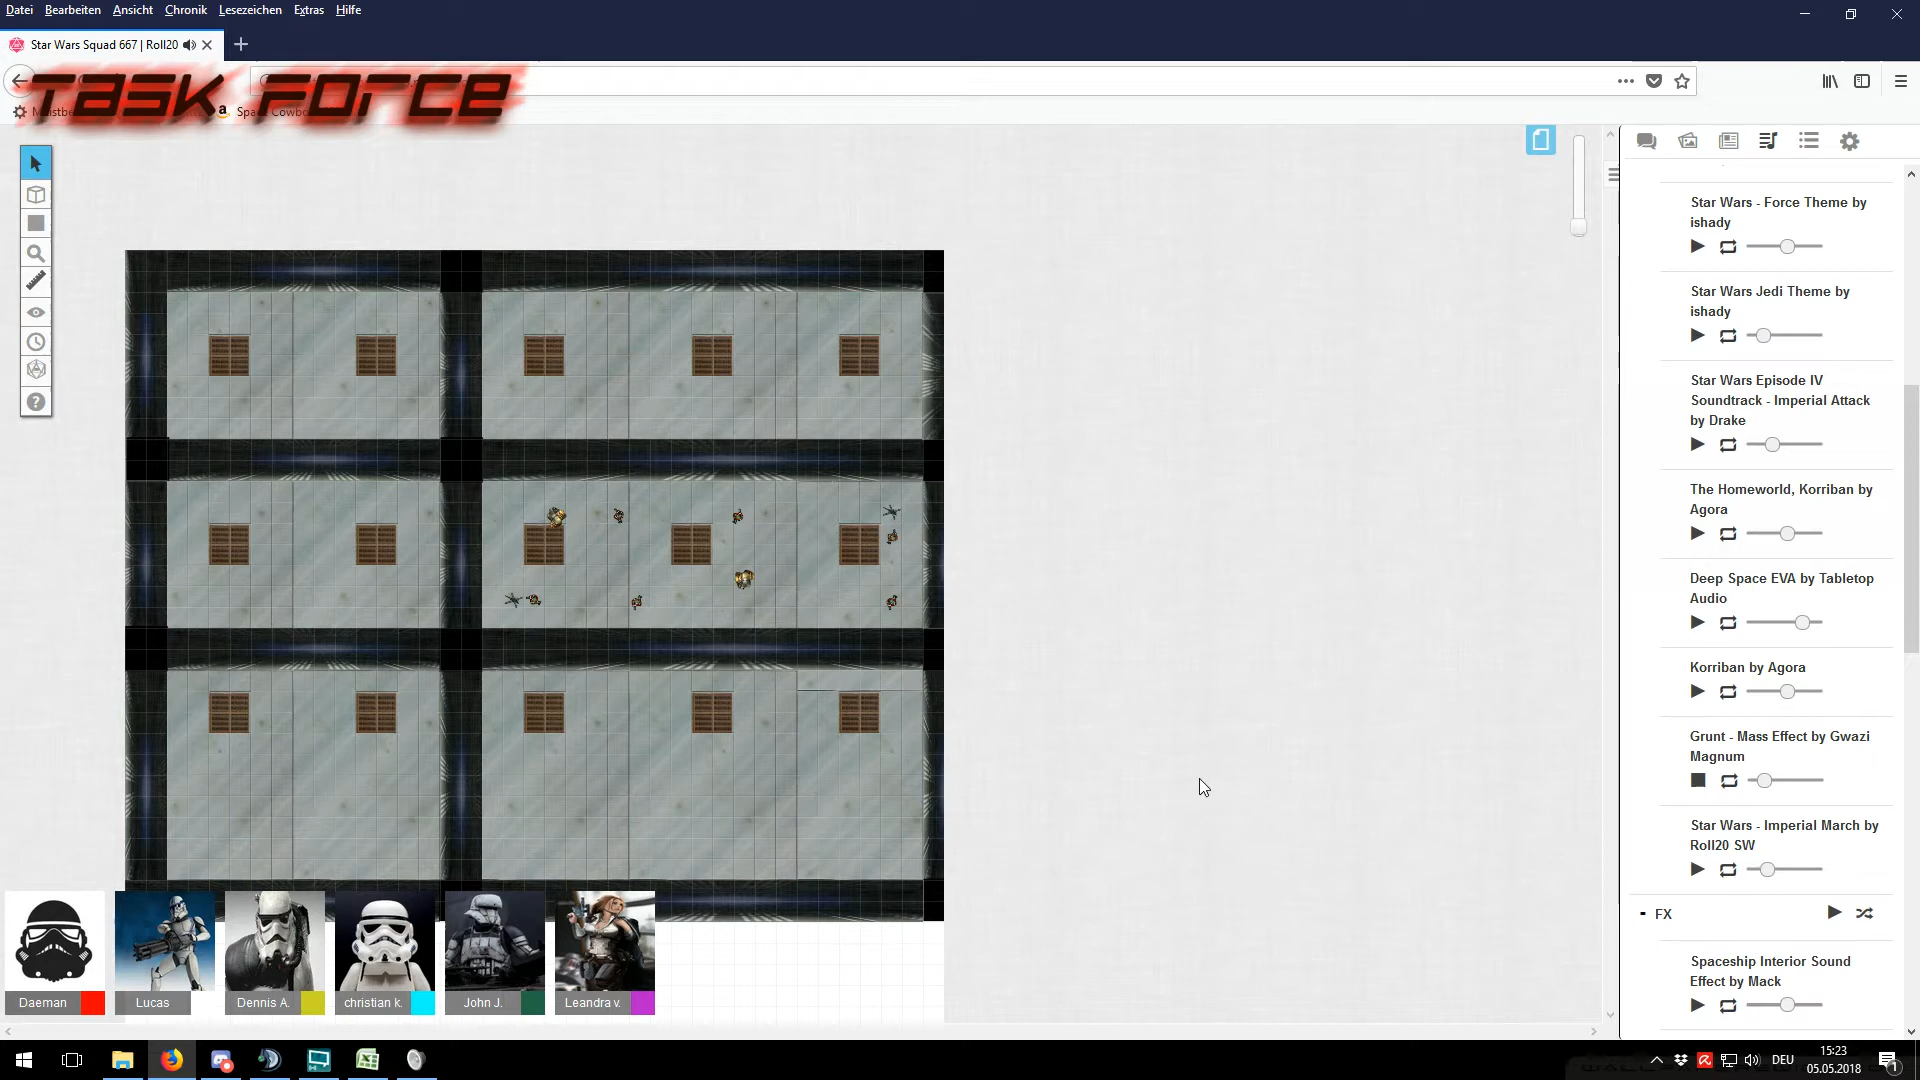 Datei Bearbeiten Ansicht Chronik Lesezeichen Extras Hilfe
Star Wars Squad 667 | Roll20
TASK FORCE
Star Wars - Force Theme by
ishady
Star Wars Jedi Theme by
ishady
Star Wars Episode IV
Soundtrack - Imperial Attack
by Drake
The Homeworld, Korriban by
Agora
Deep Space EVA by Tabletop
Audio
Korriban by Agora
Grunt - Mass Effect by Gwazi
Magnum
Star Wars - Imperial March by
Roll20 SW
- FX
Spaceship Interior Sound
Effect by Mack
Daeman
Lucas
Dennis A.
christian k.
John J.
Leandra v.
DEU
15:23
05.05.2018
1